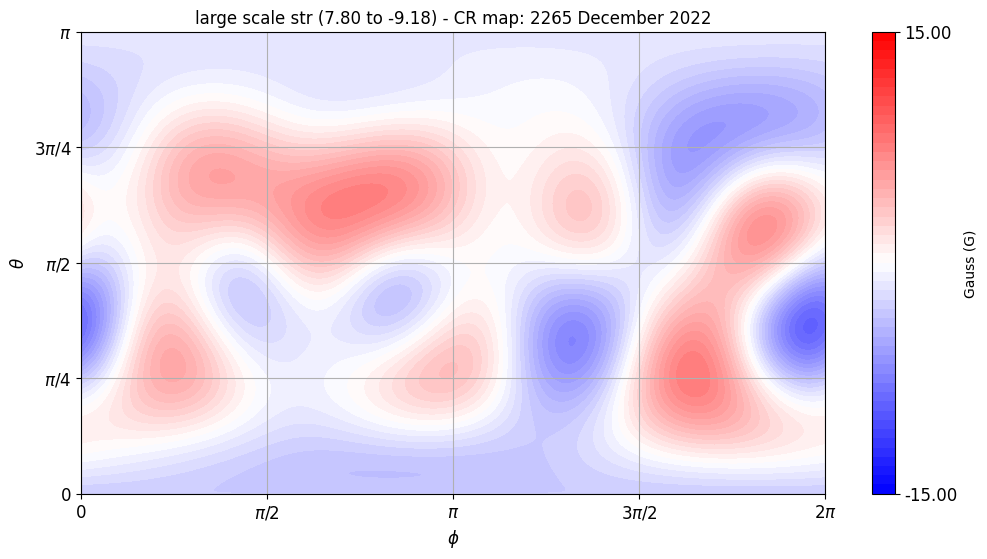 large scale str (7.80 to -9.18) - CR map: 2265 December 2022
π
3π/4
π/2
π/4
0
θ
0
π/2
π
3π/2
2π
ϕ
15.00
-15.00
Gauss (G)